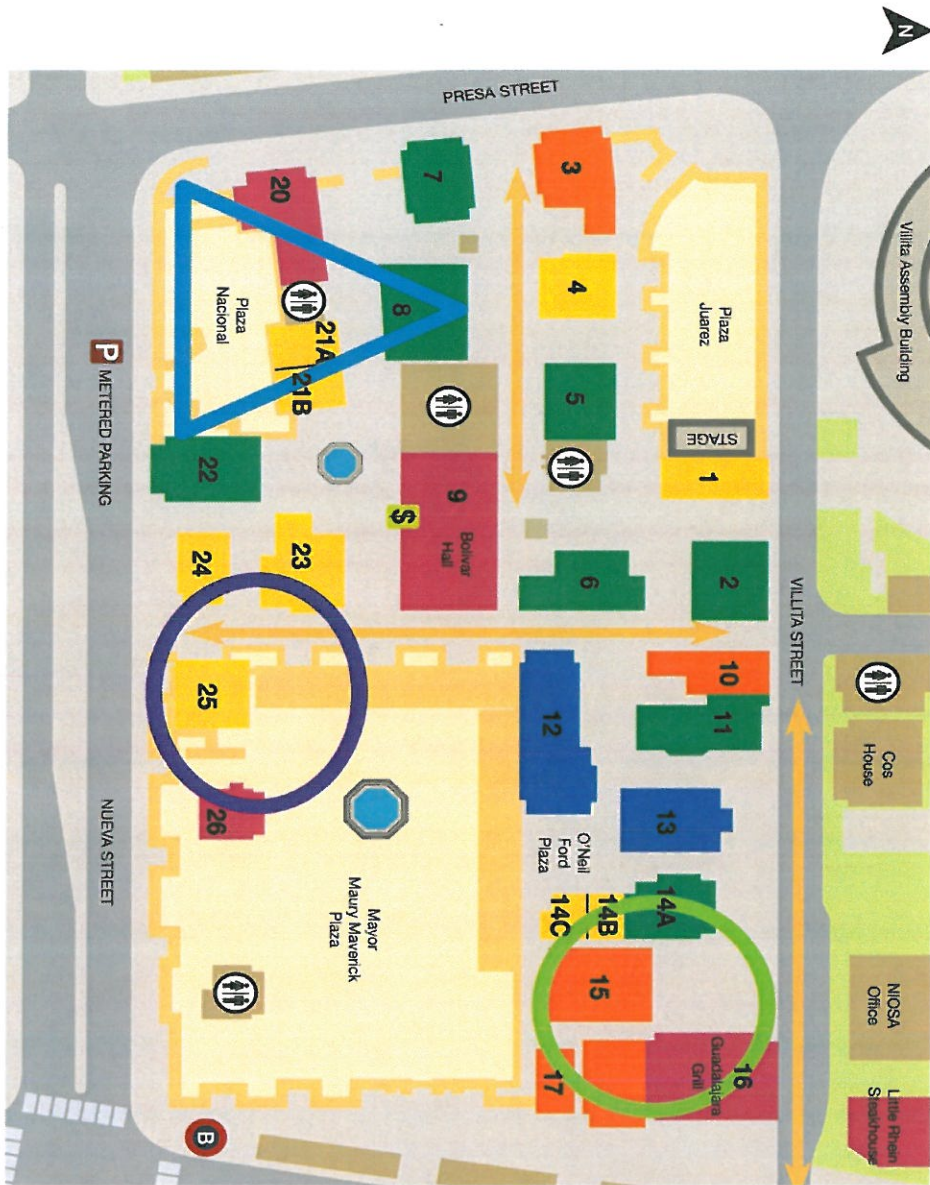 N
PRESA STREET
Villita Assembly Building
3
7
20
Plaza
Juarez
4
8
Plaza
Nacional
21A
21B
STAGE
5
1
P METERED PARKING
22
9
Bolivar
Hall
$
24
23
6
2
VILLITA STREET
25
12
10
11
Cos
House
26
13
NUEVA STREET
Mayor
Maury Maverick
Plaza
O'Neil
Ford
Plaza
14C
14B
14A
15
NIOSA
Office
17
16
Guadalajara
Grill
Little Rhein
Steakhouse
B